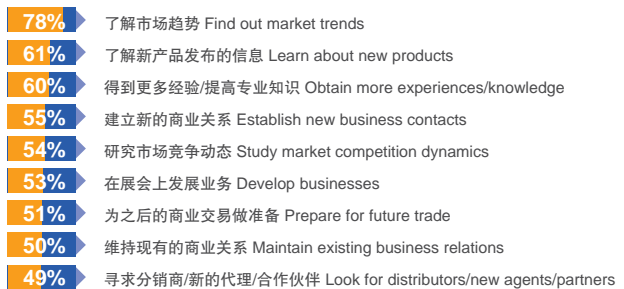 78% 了解市场趋势 Find out market trends
61% 了解新产品发布的信息 Learn about new products
60% 得到更多经验/提高专业知识 Obtain more experiences/knowledge
55% 建立新的商业关系 Establish new business contacts
54% 研究市场竞争动态 Study market competition dynamics
53% 在展会上发展业务 Develop businesses
51% 为之后的商业交易做准备 Prepare for future trade
50% 维持现有的商业关系 Maintain existing business relations
49% 寻求分销商/新的代理/合作伙伴 Look for distributors/new agents/partners